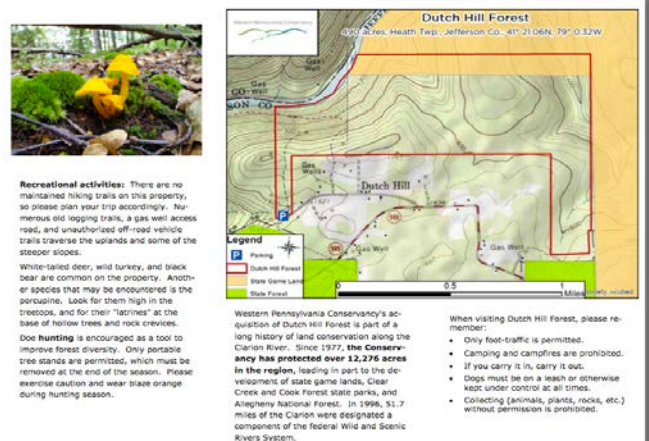 Recreational activities: There are no
maintained hiking trails on this property,
so please plan your trip accordingly. Nu-
merous old logging trails, a gas well access
road, and unauthorized off-road vehicle
trails traverse the uplands and some of the
steeper slopes.
White-tailed deer, wild turkey, and black
bear are common on the property. Anoth-
er species that may be encountered is the
porcupine. Look for them high in the
treetops, and for their "latrines" at the
base of hollow trees and rock crevices.
Doe hunting is encouraged as a tool to
improve forest diversity. Only portable
tree stands are permitted, which must be
removed at the end of the season. Please
exercise caution and wear blaze orange
during hunting season.
Western Pennsylvania Conservancy
Dutch Hill Forest
490 acres, Heath Twp., Jefferson Co., 41° 21.06N, 79° 0.32W
Gas
Well
Gas
Well
CO
SON CO
Gas
Wells
Dutch Hill
Gas Well
Gas Well
Legend
P Parking
Dutch Hill Forest
State Game Land
State Forest
0 0.5 1 Miles
Western Pennsylvania Conservancy's ac-
quisition of Dutch Hill Forest is part of a
long history of land conservation along the
Clarion River. Since 1977, the Conserv-
ancy has protected over 12,276 acres
in the region, leading in part to the de-
velopment of state game lands, Clear
Creek and Cook Forest state parks, and
Allegheny National Forest. In 1996, 51.7
miles of the Clarion were designated a
component of the federal Wild and Scenic
Rivers System.
When visiting Dutch Hill Forest, please re-
member:
• Only foot-traffic is permitted.
• Camping and campfires are prohibited.
• If you carry it in, carry it out.
• Dogs must be on a leash or otherwise
kept under control at all times.
• Collecting (animals, plants, rocks, etc.)
without permission is prohibited.